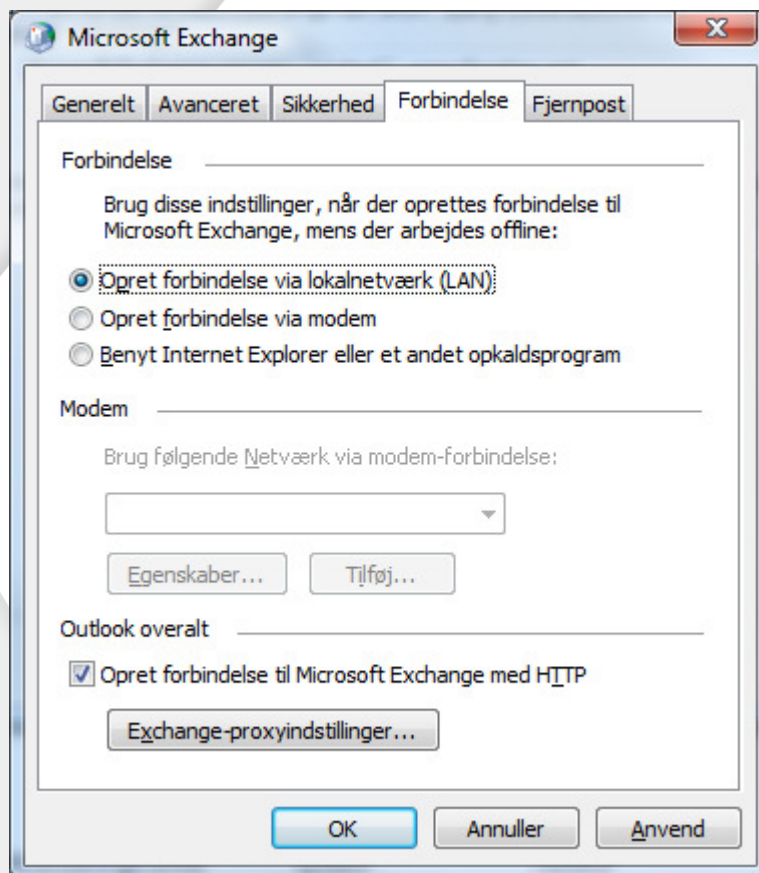 Microsoft Exchange
Generelt Avanceret Sikkerhed Forbindelse Fjernpost
Forbindelse
Brug disse indstillinger, når der oprettes forbindelse til
Microsoft Exchange, mens der arbejdes offline:
Opret forbindelse via lokalnetværk (LAN)
Opret forbindelse via modem
Benyt Internet Explorer eller et andet opkaldsprogram
Modem
Brug følgende Netværk via modem-forbindelse:
Egenskaber... Tilføj...
Outlook overalt
Opret forbindelse til Microsoft Exchange med HTTP
Exchange-proxyindstillinger...
OK Annuller Anvend